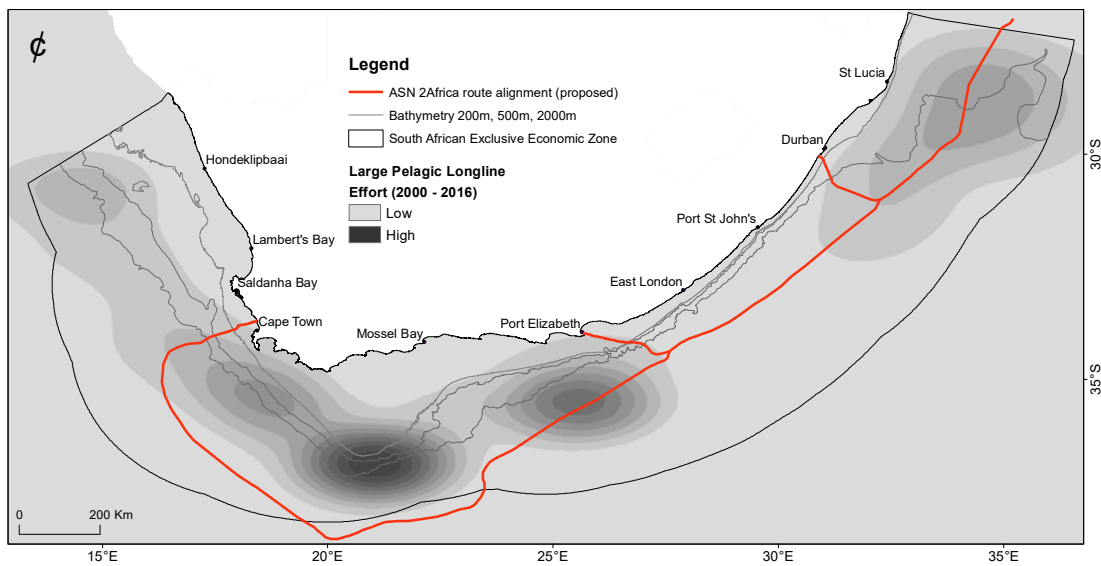 ¢
Legend
ASN 2Africa route alignment (proposed)
Bathymetry 200m, 500m, 2000m
South African Exclusive Economic Zone
Large Pelagic Longline
Effort (2000 - 2016)
Low
High
St Lucia
Durban
Hondeklipbaai
Port St John's
Lambert's Bay
East London
Saldanha Bay
Cape Town
Mossel Bay
Port Elizabeth
30°S
35°S
0 200 Km
15°E 20°E 25°E 30°E 35°E